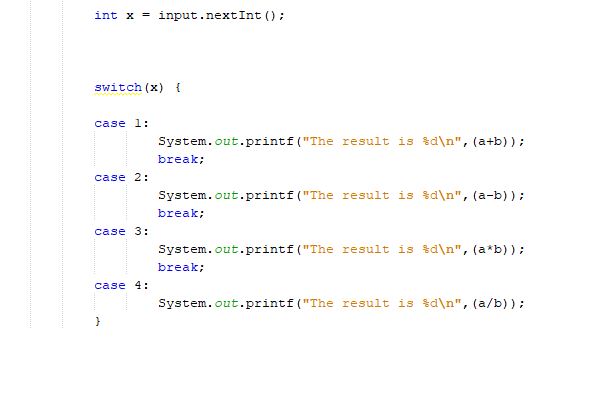 int x = input.nextInt();
switch(x) {
case 1:
System.out.printf("The result is %d\n",(a+b));
break;
case 2:
System.out.printf("The result is %d\n",(a-b));
break;
case 3:
System.out.printf("The result is %d\n",(a*b));
break;
case 4:
System.out.printf("The result is %d\n",(a/b));
}